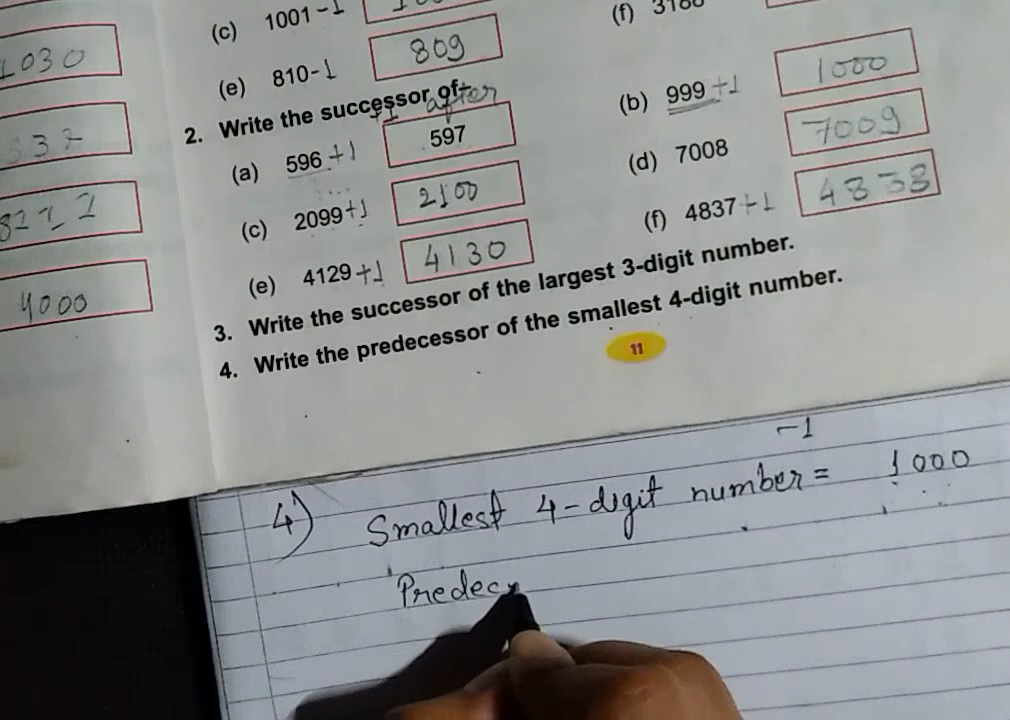 (c) 1001 -1
(f)
1030
(e) 810-1 809
2. Write the successor of +1 after
(b) 999 +1 1000
(a) 596 +1 597
(d) 7008 7009
(c) 2099+1 2100
(f) 4837+1 4838
(e) 4129 +1 4130
4000
3. Write the successor of the largest 3-digit number.
4. Write the predecessor of the smallest 4-digit number.
11
-1
4) Smallest 4-digit number = 1000
Predec